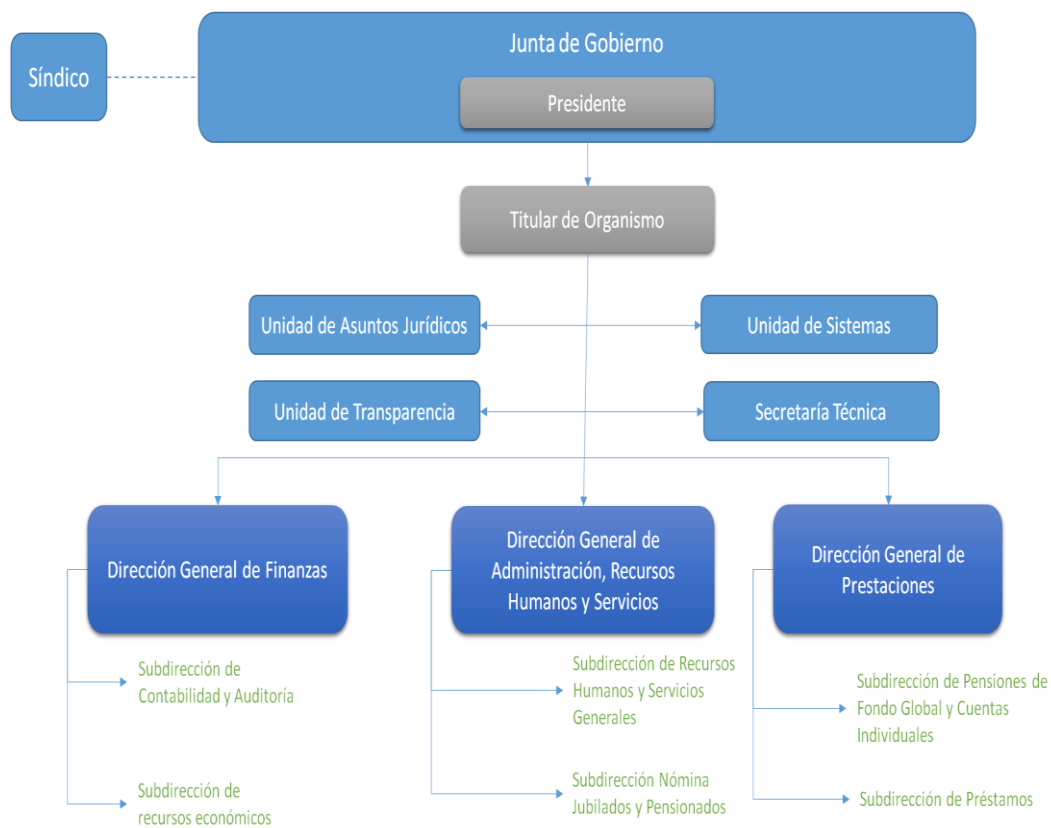 Junta de Gobierno
Síndico
Presidente
Titular de Organismo
Unidad de Asuntos Jurídicos
Unidad de Sistemas
Unidad de Transparencia
Secretaría Técnica
Dirección General de Finanzas
Dirección General de
Administración, Recursos
Humanos y Servicios
Dirección General de
Prestaciones
Subdirección de
Contabilidad y Auditoría
Subdirección de Recursos
Humanos y Servicios
Generales
Subdirección de Pensiones de
Fondo Global y Cuentas
Individuales
Subdirección de
recursos económicos
Subdirección Nómina
Jubilados y Pensionados
Subdirección de Préstamos